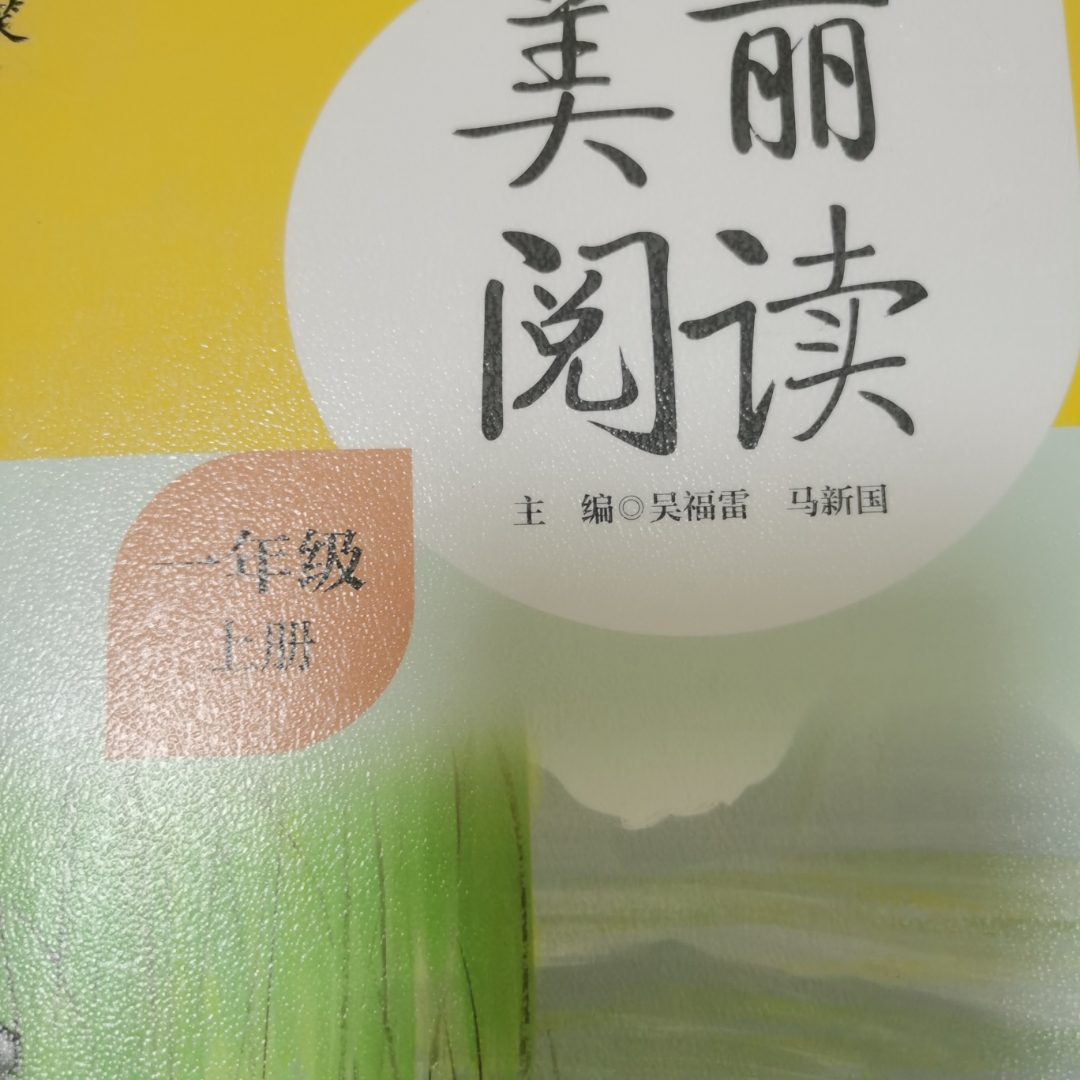 美丽
阅读
主 编◎吴福雷 马新国
一年级
上册